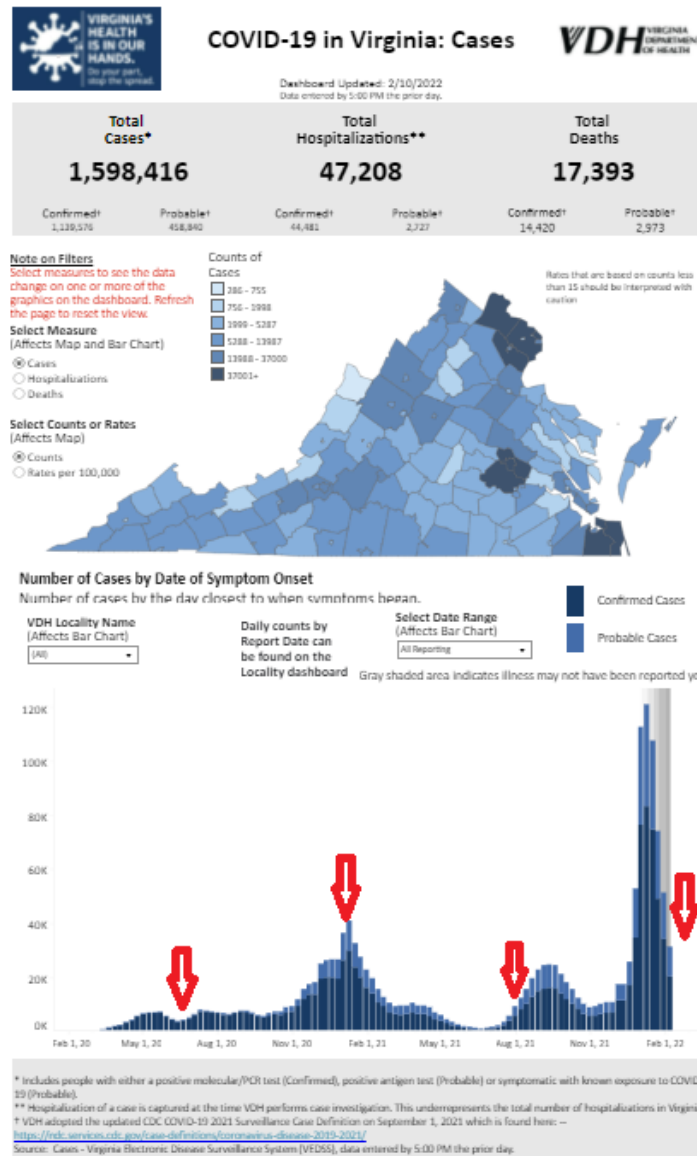 VIRGINIA'S
HEALTH
IS IN OUR
HANDS.
Do your part,
stop the spread.
COVID-19 in Virginia: Cases
VDH VIRGINIA
DEPARTMENT
OF HEALTH
Dashboard Updated: 2/10/2022
Data entered by 5:00 PM the prior day.
Total
Cases*
1,598,416
Confirmed† Probable†
1,139,576 458,840
Total
Hospitalizations**
47,208
Confirmed† Probable†
44,481 2,727
Total
Deaths
17,393
Confirmed† Probable†
14,420 2,973
Note on Filters
Select measures to see the data
change on one or more of the
graphics on the dashboard. Refresh
the page to reset the view.
Select Measure
(Affects Map and Bar Chart)
Cases
Hospitalizations
Deaths
Select Counts or Rates
(Affects Map)
Counts
Rates per 100,000
Counts of
Cases
286 - 755
756 - 1998
1999 - 5287
5288 - 13987
13988 - 37000
37001+
Rates that are based on counts less
than 15 should be interpreted with
caution
Number of Cases by Date of Symptom Onset
Number of cases by the day closest to when symptoms began.
VDH Locality Name
(Affects Bar Chart)
(All)
Daily counts by
Report Date can
be found on the
Locality dashboard
Select Date Range
(Affects Bar Chart)
All Reporting
Confirmed Cases
Probable Cases
Gray shaded area indicates illness may not have been reported ye
120K
100K
80K
60K
40K
20K
0K
Feb 1, 20 May 1, 20 Aug 1, 20 Nov 1, 20 Feb 1, 21 May 1, 21 Aug 1, 21 Nov 1, 21 Feb 1, 22
* Includes people with either a positive molecular/PCR test (Confirmed), positive antigen test (Probable) or symptomatic with known exposure to COVID
19 (Probable).
** Hospitalization of a case is captured at the time VDH performs case investigation. This underrepresents the total number of hospitalizations in Virgini
† VDH adopted the updated CDC COVID-19 2021 Surveillance Case Definition on September 1, 2021 which is found here: --
https://ndc.services.cdc.gov/case-definitions/coronavirus-disease-2019-2021/
Source: Cases - Virginia Electronic Disease Surveillance System (VEDSS), data entered by 5:00 PM the prior day.